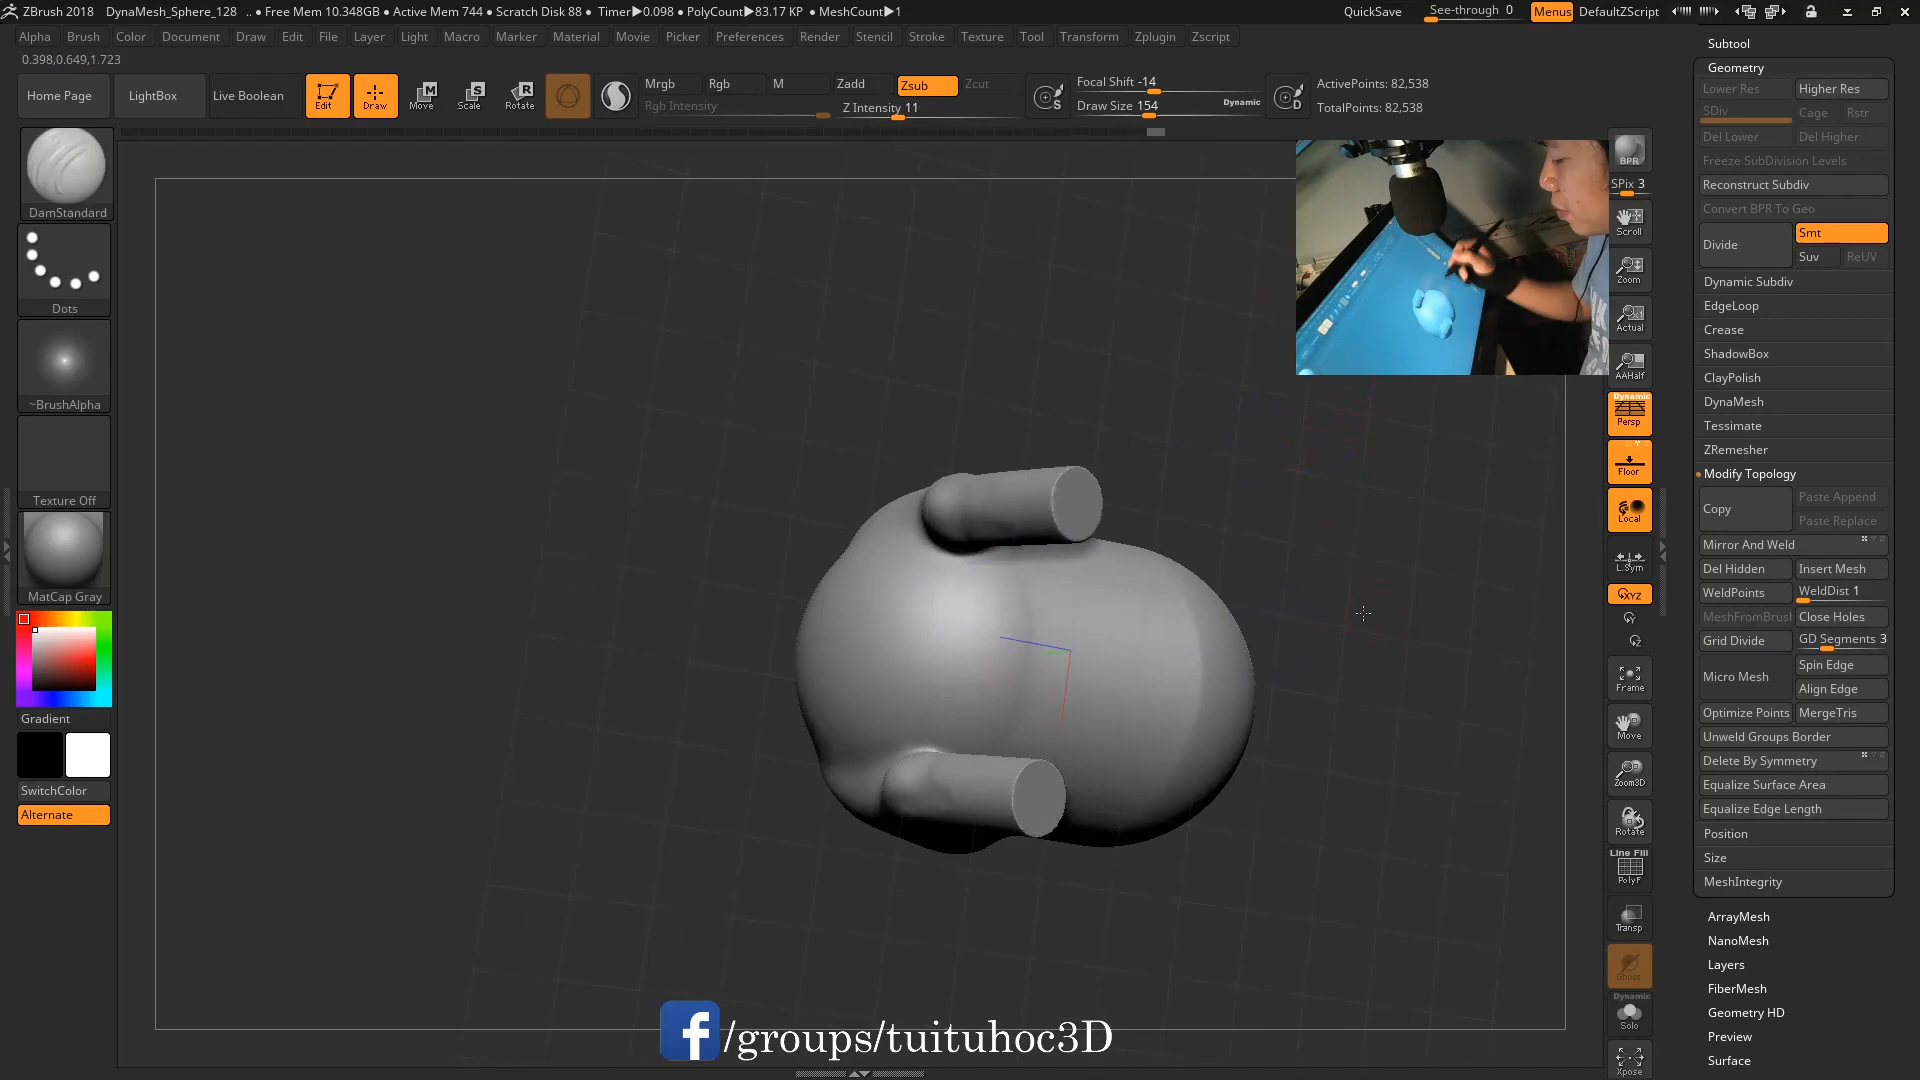 ZBrush 2018 DynaMesh_Sphere_128 .. ● Free Mem 10.348GB ● Active Mem 744 ● Scratch Disk 88 ● Timer▶0.098 ● PolyCount▶83.17 KP ● MeshCount▶1 QuickSave See-through 0 Menus DefaultZScript
Alpha Brush Color Document Draw Edit File Layer Light Macro Marker Material Movie Picker Preferences Render Stencil Stroke Texture Tool Transform Zplugin Zscript
0.398,0.649,1.723
Home Page LightBox Live Boolean Edit Draw Move Scale Rotate
Mrgb Rgb M Zadd Zsub Zcut
Rgb Intensity Z Intensity 11
Focal Shift -14
Draw Size 154 Dynamic
ActivePoints: 82,538
TotalPoints: 82,538
DamStandard
Dots
~BrushAlpha
Texture Off
MatCap Gray
Gradient
SwitchColor
Alternate
BPR
SPix 3
Scroll
Zoom
Actual
AAHalf
Dynamic
Persp
Floor
Local
L.Sym
XYZ
Frame
Move
Zoom3D
Rotate
Line Fill
PolyF
Transp
Ghost
Dynamic
Solo
Xpose
Subtool
Geometry
Lower Res Higher Res
SDiv Cage Rstr
Del Lower Del Higher
Freeze SubDivision Levels
Reconstruct Subdiv
Convert BPR To Geo
Divide Smt
Suv ReUV
Dynamic Subdiv
EdgeLoop
Crease
ShadowBox
ClayPolish
DynaMesh
Tessimate
ZRemesher
Modify Topology
Copy Paste Append
Paste Replace
Mirror And Weld
Del Hidden Insert Mesh
WeldPoints WeldDist 1
MeshFromBrush Close Holes
Grid Divide GD Segments 3
Micro Mesh Spin Edge
Align Edge
Optimize Points MergeTris
Unweld Groups Border
Delete By Symmetry
Equalize Surface Area
Equalize Edge Length
Position
Size
MeshIntegrity
ArrayMesh
NanoMesh
Layers
FiberMesh
Geometry HD
Preview
Surface
f/groups/tuituhoc3D